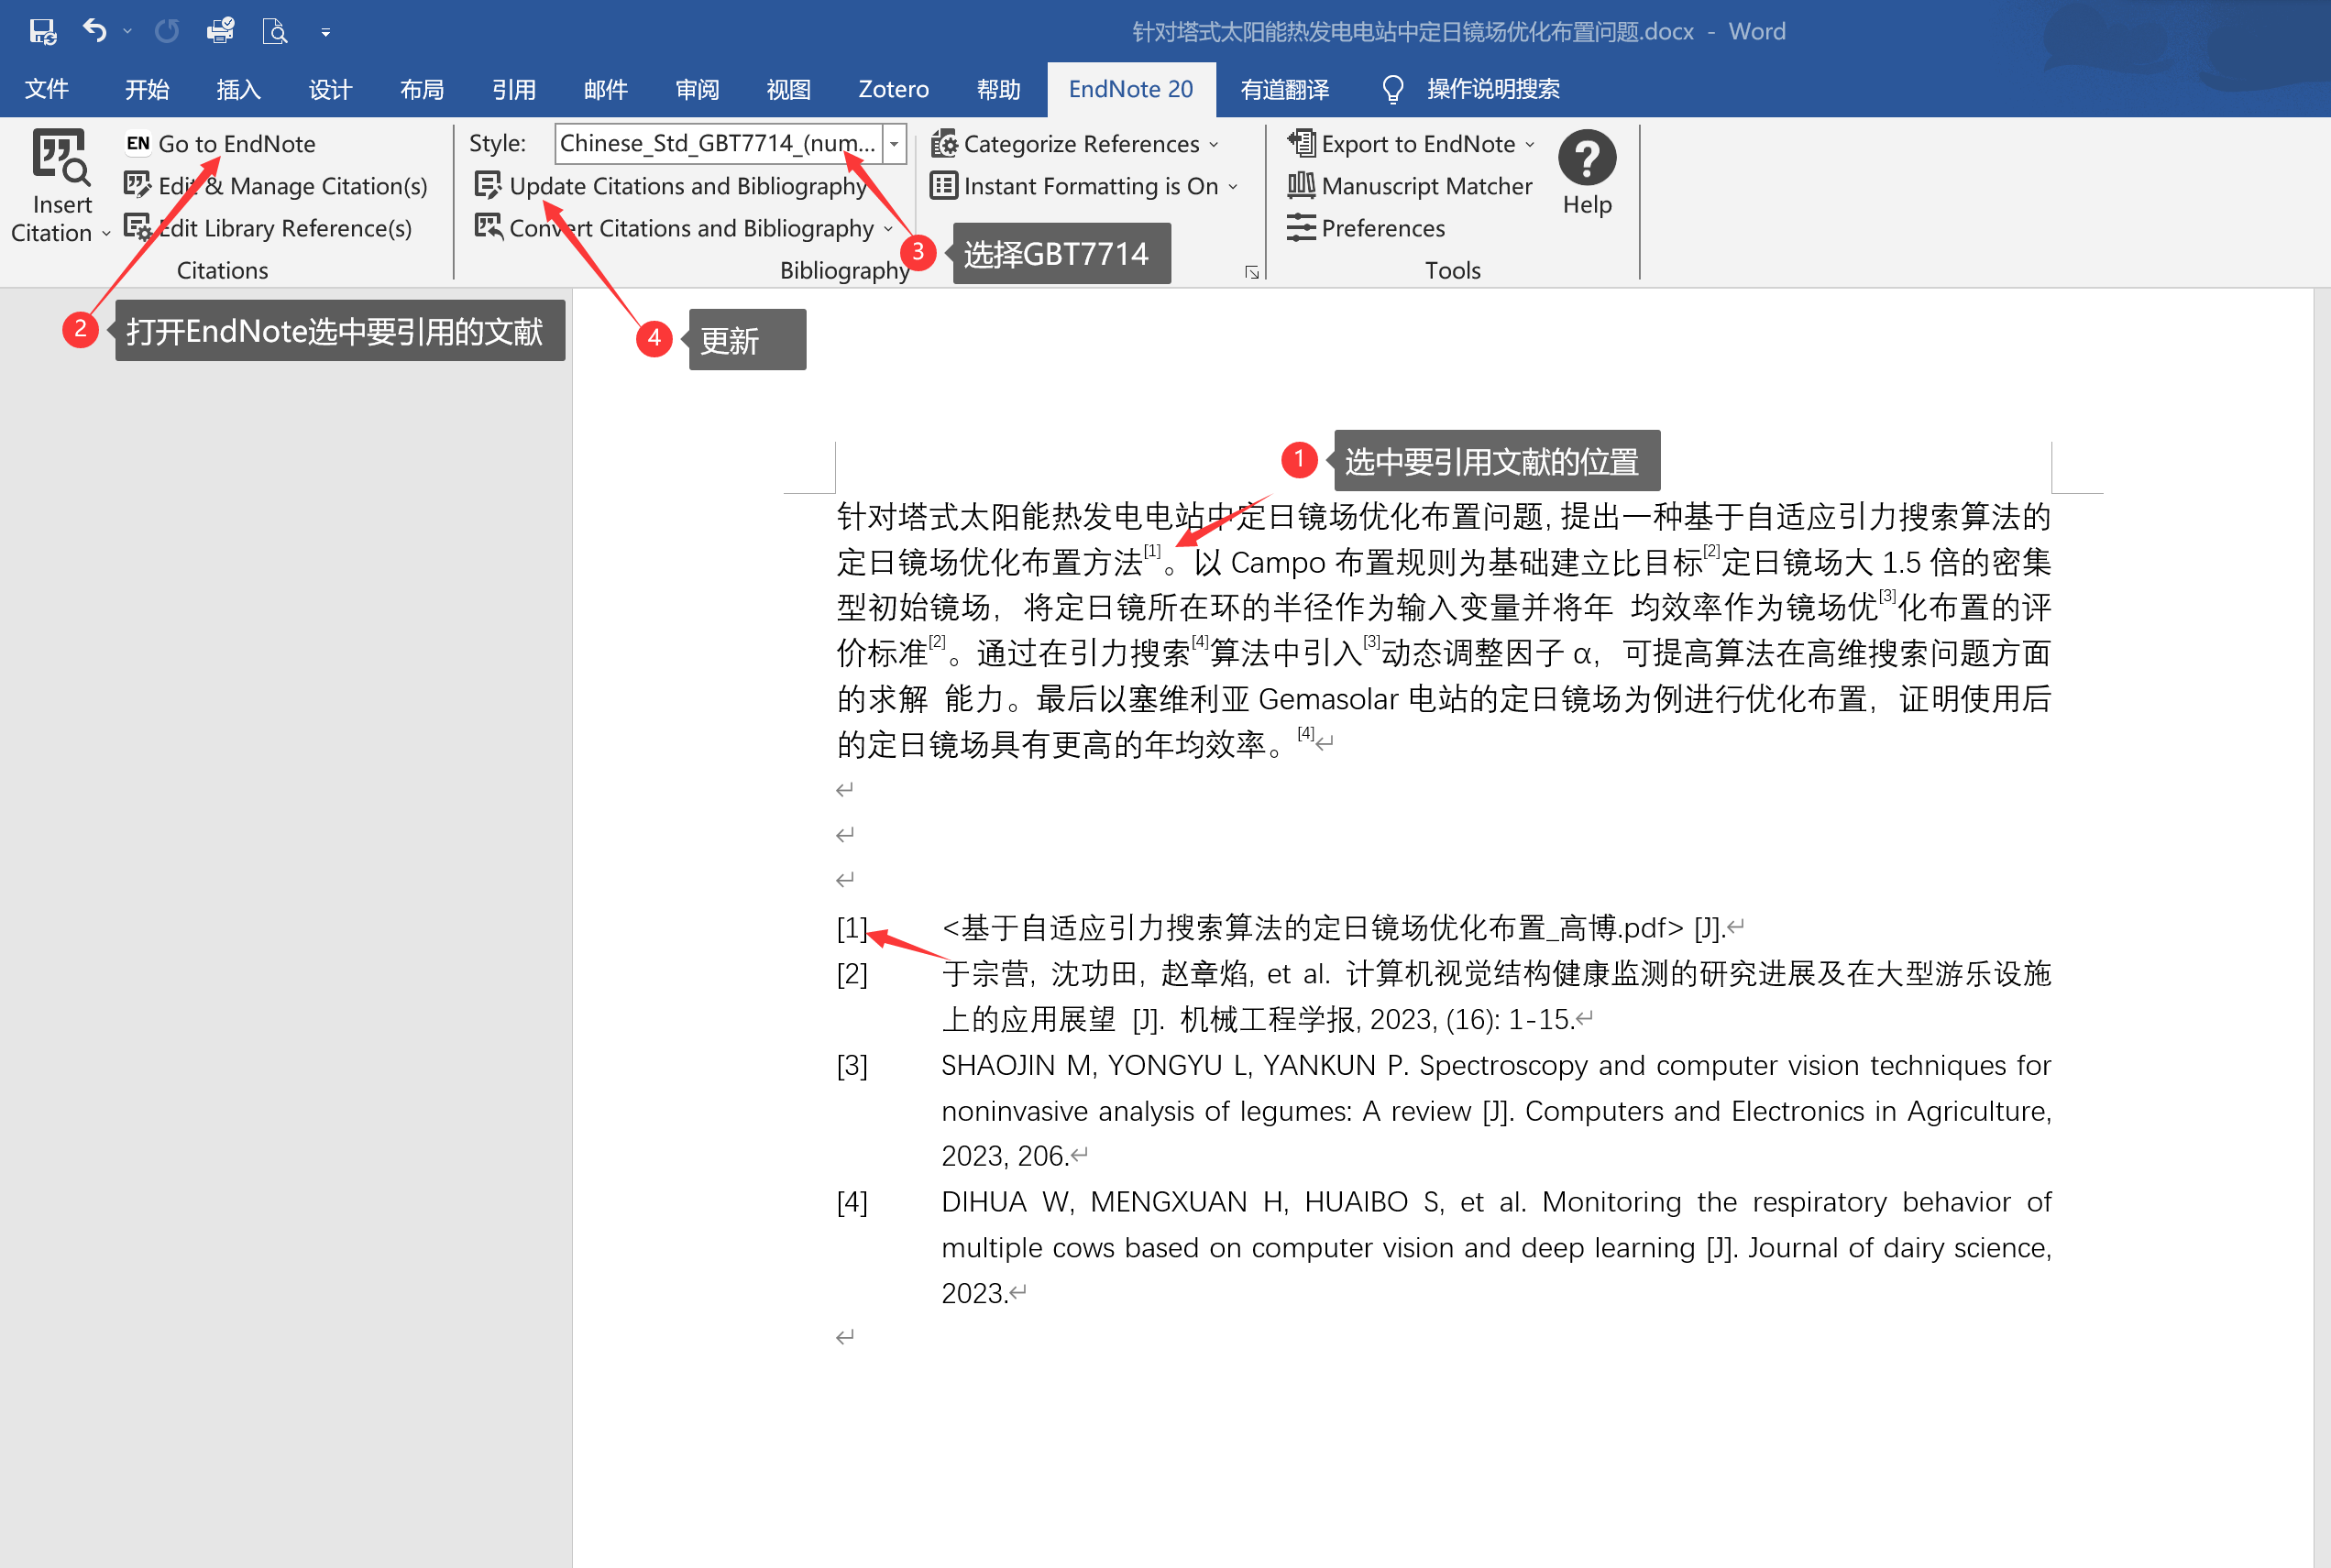 针对塔式太阳能热发电电站中定日镜场优化布置问题.docx - Word
文件 开始 插入 设计 布局 引用 邮件 审阅 视图 Zotero 帮助 EndNote 20 有道翻译 操作说明搜索
Insert
Citation
EN Go to EndNote
Edit & Manage Citation(s)
Edit Library Reference(s)
Citations
Style: Chinese_Std_GBT7714_(num...
Update Citations and Bibliography
Convert Citations and Bibliography
Bibliography
Categorize References
Instant Formatting is On
Export to EndNote
Manuscript Matcher
Preferences
Tools
Help
3 选择GBT7714
2 打开EndNote选中要引用的文献
4 更新
1 选中要引用文献的位置
针对塔式太阳能热发电电站中定日镜场优化布置问题, 提出一种基于自适应引力搜索算法的
定日镜场优化布置方法[1]。以 Campo 布置规则为基础建立比目标[2]定日镜场大 1.5 倍的密集
型初始镜场，将定日镜所在环的半径作为输入变量并将年 均效率作为镜场优[3]化布置的评
价标准[2]。通过在引力搜索[4]算法中引入[3]动态调整因子 α，可提高算法在高维搜索问题方面
的求解 能力。最后以塞维利亚 Gemasolar 电站的定日镜场为例进行优化布置，证明使用后
的定日镜场具有更高的年均效率。[4]↵
↵
↵
↵
[1] <基于自适应引力搜索算法的定日镜场优化布置_高博.pdf> [J].↵
[2] 于宗营, 沈功田, 赵章焰, et al. 计算机视觉结构健康监测的研究进展及在大型游乐设施
上的应用展望 [J]. 机械工程学报, 2023, (16): 1-15.↵
[3] SHAOJIN M, YONGYU L, YANKUN P. Spectroscopy and computer vision techniques for
noninvasive analysis of legumes: A review [J]. Computers and Electronics in Agriculture,
2023, 206.↵
[4] DIHUA W, MENGXUAN H, HUAIBO S, et al. Monitoring the respiratory behavior of
multiple cows based on computer vision and deep learning [J]. Journal of dairy science,
2023.↵
↵